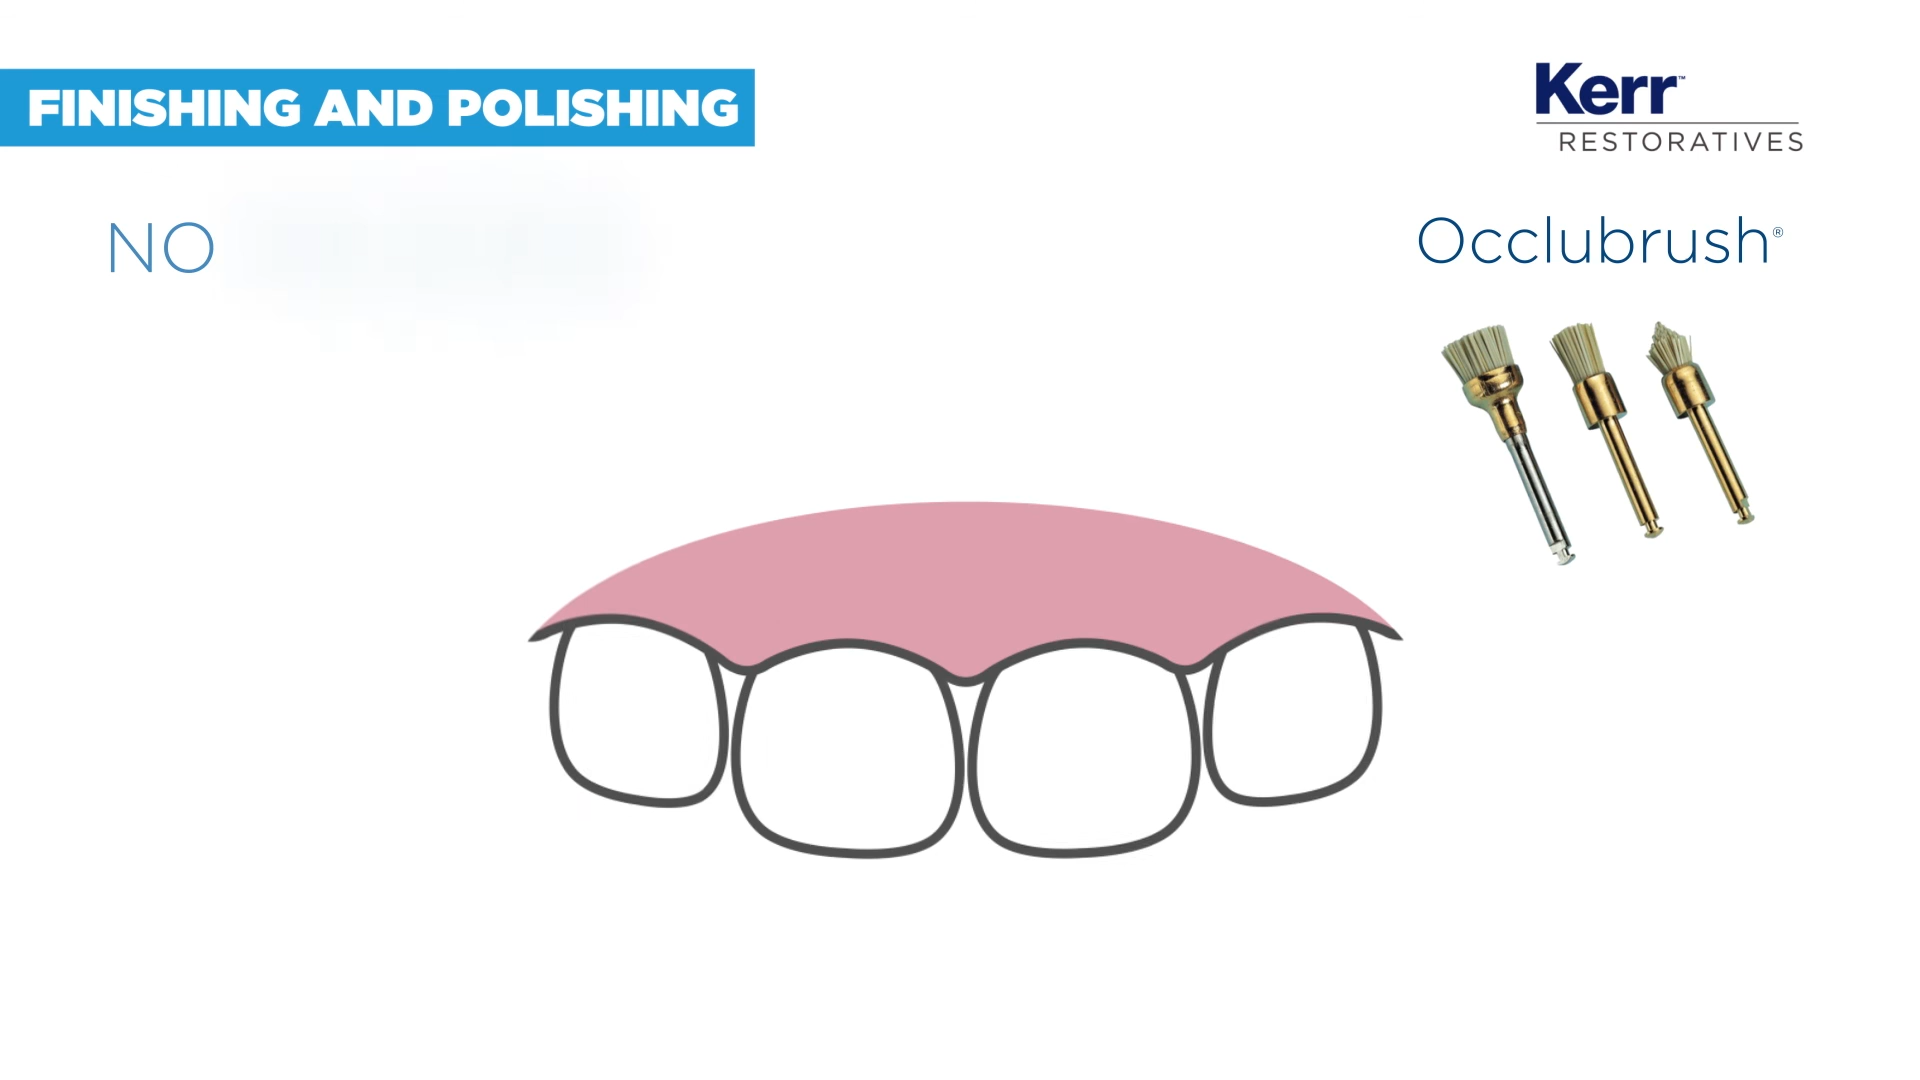 FINISHING AND POLISHING
Kerr™
RESTORATIVES
NO
Occlubrush®